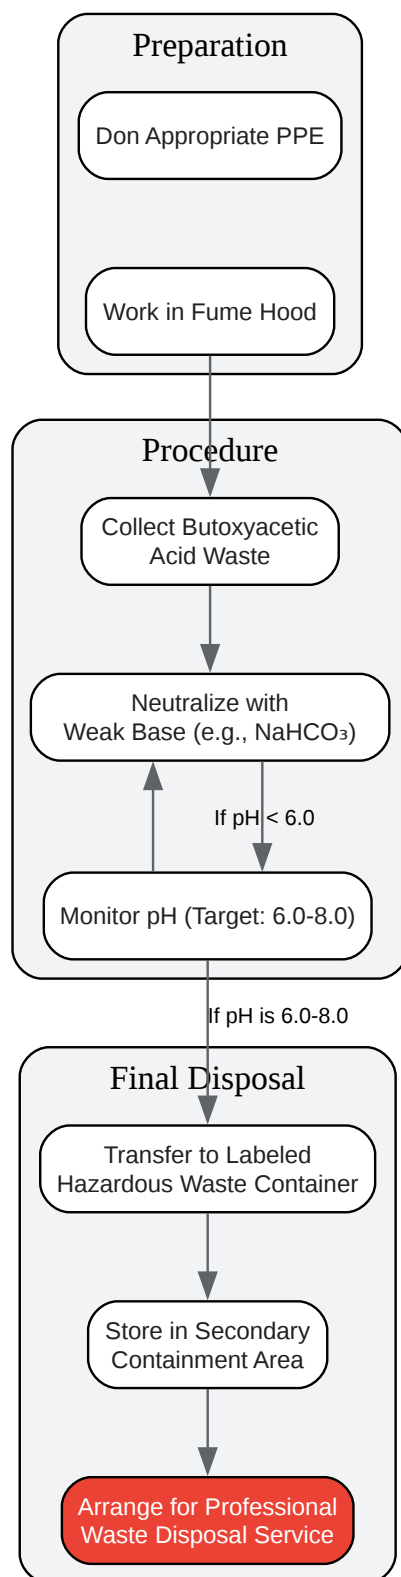 Preparation
Don Appropriate PPE
Work in Fume Hood
Procedure
Collect Butoxyacetic
Acid Waste
Neutralize with
Weak Base (e.g., NaHCO₃)
If pH < 6.0
Monitor pH (Target: 6.0-8.0)
If pH is 6.0-8.0
Final Disposal
Transfer to Labeled
Hazardous Waste Container
Store in Secondary
Containment Area
Arrange for Professional
Waste Disposal Service